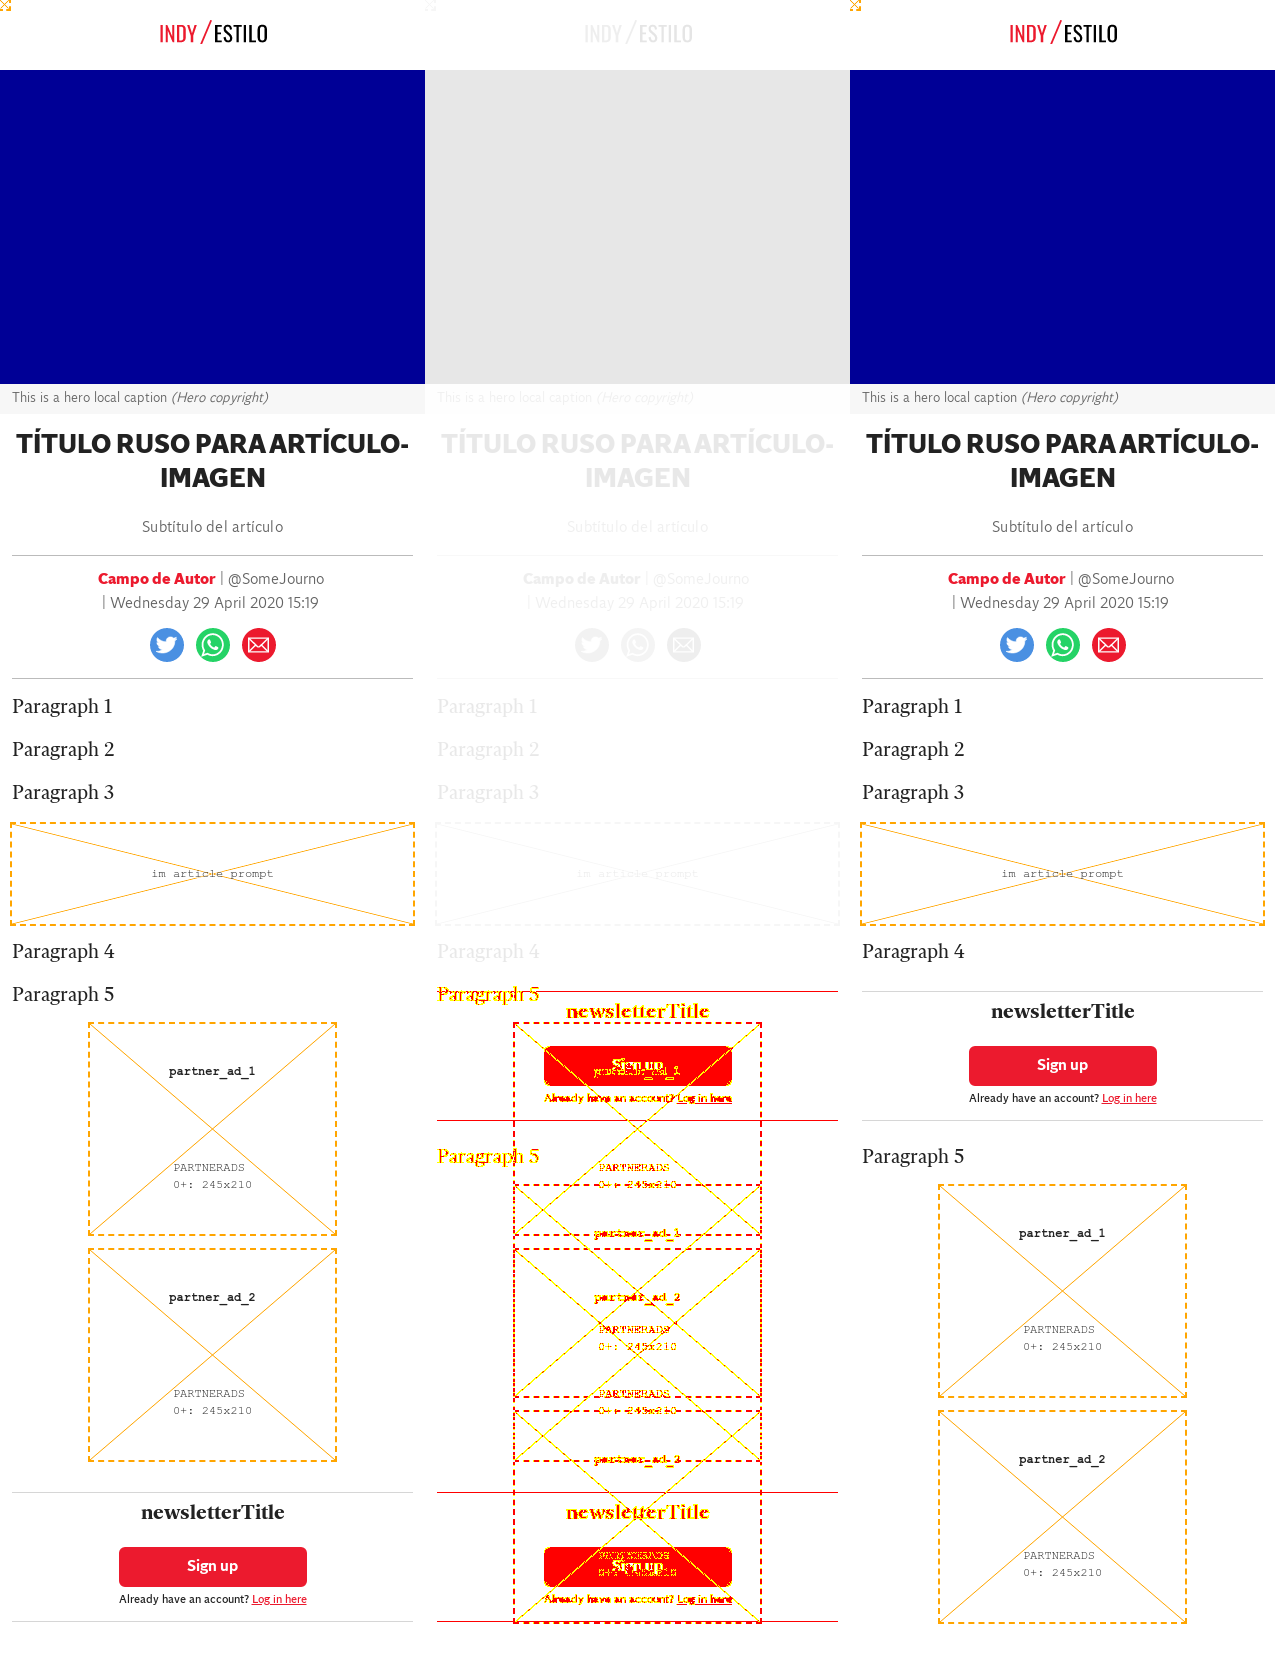 INDY/ESTILO
This is a hero local caption (Hero copyright)
TÍTULO RUSO PARA ARTÍCULO-
IMAGEN
Subtítulo del artículo
Campo de Autor | @SomeJourno
| Wednesday 29 April 2020 15:19
Paragraph 1
Paragraph 2
Paragraph 3
im article prompt
Paragraph 4
Paragraph 5
partner_ad_1
PARTNERADS
0+: 245x210
partner_ad_2
PARTNERADS
0+: 245x210
newsletterTitle
Sign up
Already have an account? Log in here
INDY/ESTILO
This is a hero local caption (Hero copyright)
TÍTULO RUSO PARA ARTÍCULO-
IMAGEN
Subtítulo del artículo
Campo de Autor | @SomeJourno
| Wednesday 29 April 2020 15:19
Paragraph 1
Paragraph 2
Paragraph 3
im article prompt
Paragraph 4
Paragraph 5
newsletterTitle
Sign up
partner_ad_1
Already have an account? Log in here
Paragraph 5
PARTNERADS
0+: 245x210
partner_ad_1
partner_ad_2
PARTNERADS
0+: 245x210
PARTNERADS
0+: 245x210
partner_ad_2
newsletterTitle
PARTNERADS
Sign up
0+: 245x210
Already have an account? Log in here
INDY/ESTILO
This is a hero local caption (Hero copyright)
TÍTULO RUSO PARA ARTÍCULO-
IMAGEN
Subtítulo del artículo
Campo de Autor | @SomeJourno
| Wednesday 29 April 2020 15:19
Paragraph 1
Paragraph 2
Paragraph 3
im article prompt
Paragraph 4
newsletterTitle
Sign up
Already have an account? Log in here
Paragraph 5
partner_ad_1
PARTNERADS
0+: 245x210
partner_ad_2
PARTNERADS
0+: 245x210